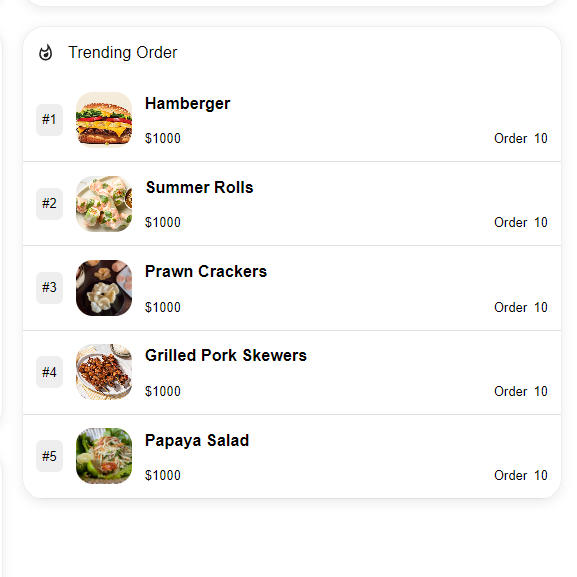 Trending Order
#1
Hamberger
$1000
Order 10
#2
Summer Rolls
$1000
Order 10
#3
Prawn Crackers
$1000
Order 10
#4
Grilled Pork Skewers
$1000
Order 10
#5
Papaya Salad
$1000
Order 10